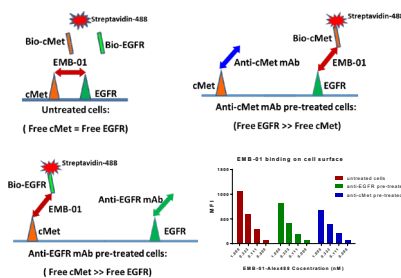 Streptavidin-488
Bio-cMet
Bio-EGFR
EMB-01
cMet
EGFR
Untreated cells:
( Free cMet = Free EGFR)
Streptavidin-488
Bio-cMet
Anti-cMet mAb
EMB-01
cMet
EGFR
Anti-cMet mAb pre-treated cells:
(Free EGFR >> Free cMet)
Streptavidin-488
Bio-EGFR
EMB-01
Anti-EGFR mAb
cMet
EGFR
Anti-EGFR mAb pre-treated cells:
( Free cMet >> Free EGFR)
EMB-01 binding on cell surface
MFI
1500
1000
500
0
untreated cells
anti-EGFR pre-treated
anti-cMet pre-treated
EMB-01-Alex488 Cocentration (nM)